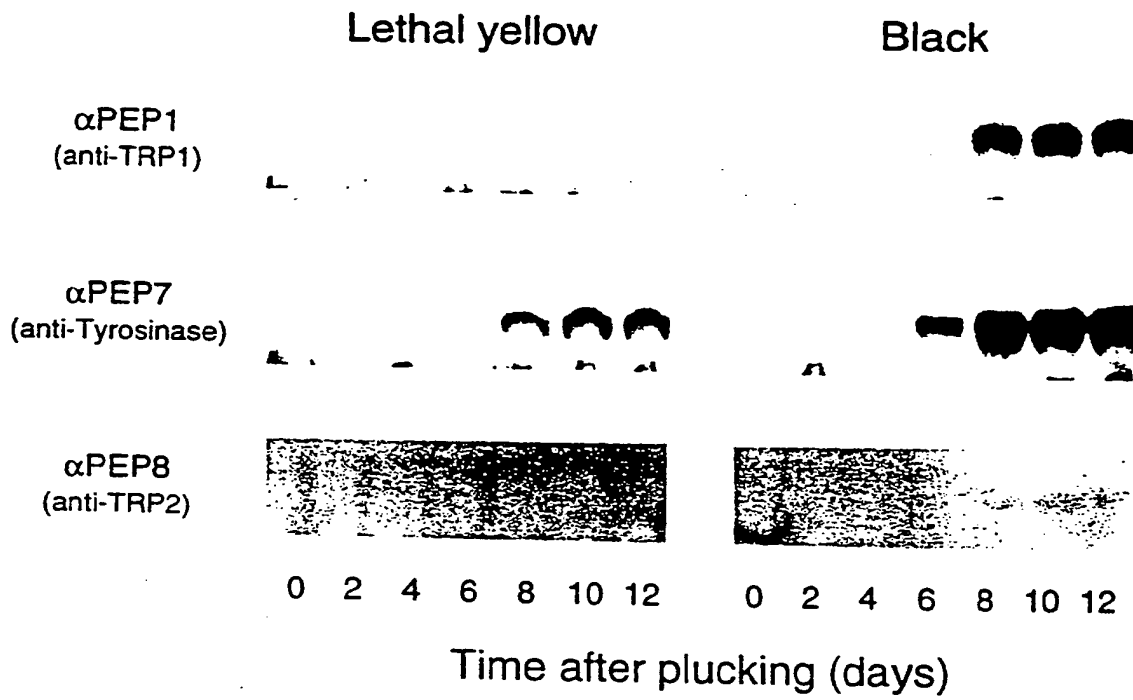 Lethal yellow
Black
αPEP1
(anti-TRP1)
αPEP7
(anti-Tyrosinase)
αPEP8
(anti-TRP2)
0 2 4 6 8 10 12 0 2 4 6 8 10 12
Time after plucking (days)